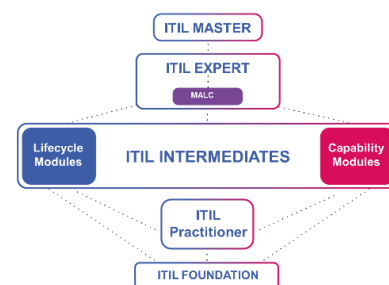 ITIL MASTER
ITIL EXPERT
MALC
Lifecycle
Modules
ITIL INTERMEDIATES
Capability
Modules
ITIL
Practitioner
ITIL FOUNDATION